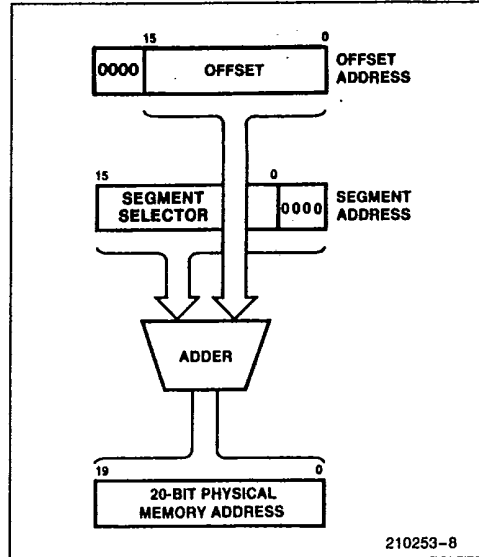 15 0
0000 OFFSET OFFSET
ADDRESS
15 0
SEGMENT
SELECTOR 0000 SEGMENT
ADDRESS
ADDER
19 0
20-BIT PHYSICAL
MEMORY ADDRESS
210253-8